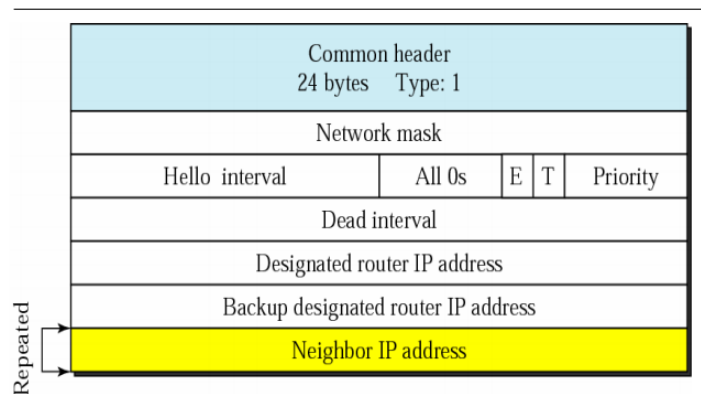 Common header
24 bytes Type: 1
Network mask
Hello interval All 0s E T Priority
Dead interval
Designated router IP address
Backup designated router IP address
Repeated
Neighbor IP address